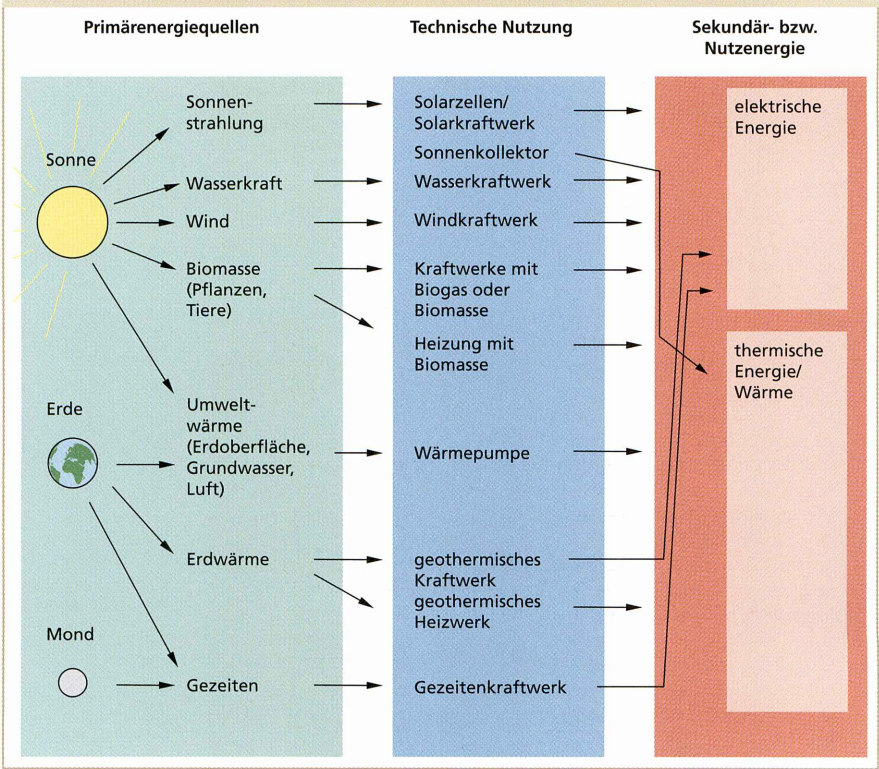 Primärenergiequellen
Technische Nutzung
Sekundär- bzw.
Nutzenergie
Sonne
Erde
Mond
Sonnen-
strahlung
Wasserkraft
Wind
Biomasse
(Pflanzen,
Tiere)
Umwelt-
wärme
(Erdoberfläche,
Grundwasser,
Luft)
Erdwärme
Gezeiten
Solarzellen/
Solarkraftwerk
Sonnenkollektor
Wasserkraftwerk
Windkraftwerk
Kraftwerke mit
Biogas oder
Biomasse
Heizung mit
Biomasse
Wärmepumpe
geothermisches
Kraftwerk
geothermisches
Heizwerk
Gezeitenkraftwerk
elektrische
Energie
thermische
Energie/
Wärme